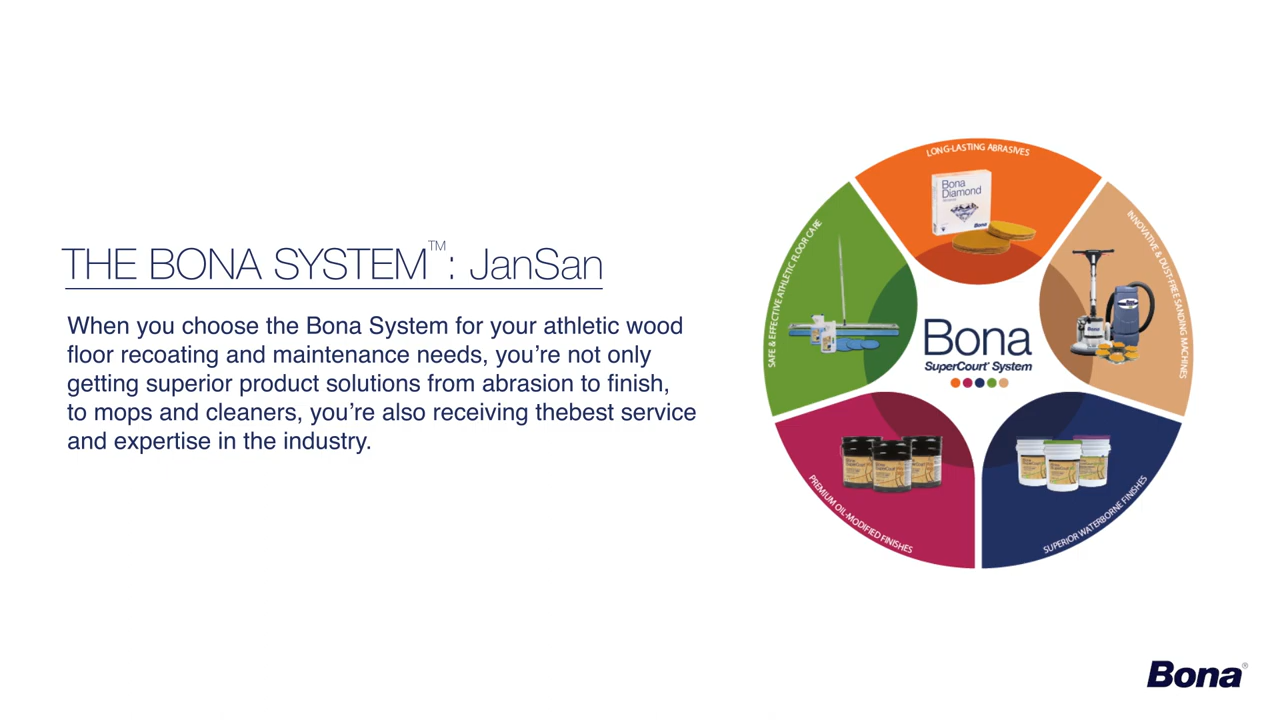 THE BONA SYSTEM™: JanSan
When you choose the Bona System for your athletic wood
floor recoating and maintenance needs, you’re not only
getting superior product solutions from abrasion to finish,
to mops and cleaners, you’re also receiving thebest service
and expertise in the industry.
LONG-LASTING ABRASIVES
Bona
Diamond
INNOVATIVE & DUST-FREE SANDING MACHINES
SAFE & EFFECTIVE ATHLETIC FLOOR CARE
Bona
Bona
SuperCourt® System
PREMIUM OIL-MODIFIED FINISHES
SUPERIOR WATERBORNE FINISHES
Bona®